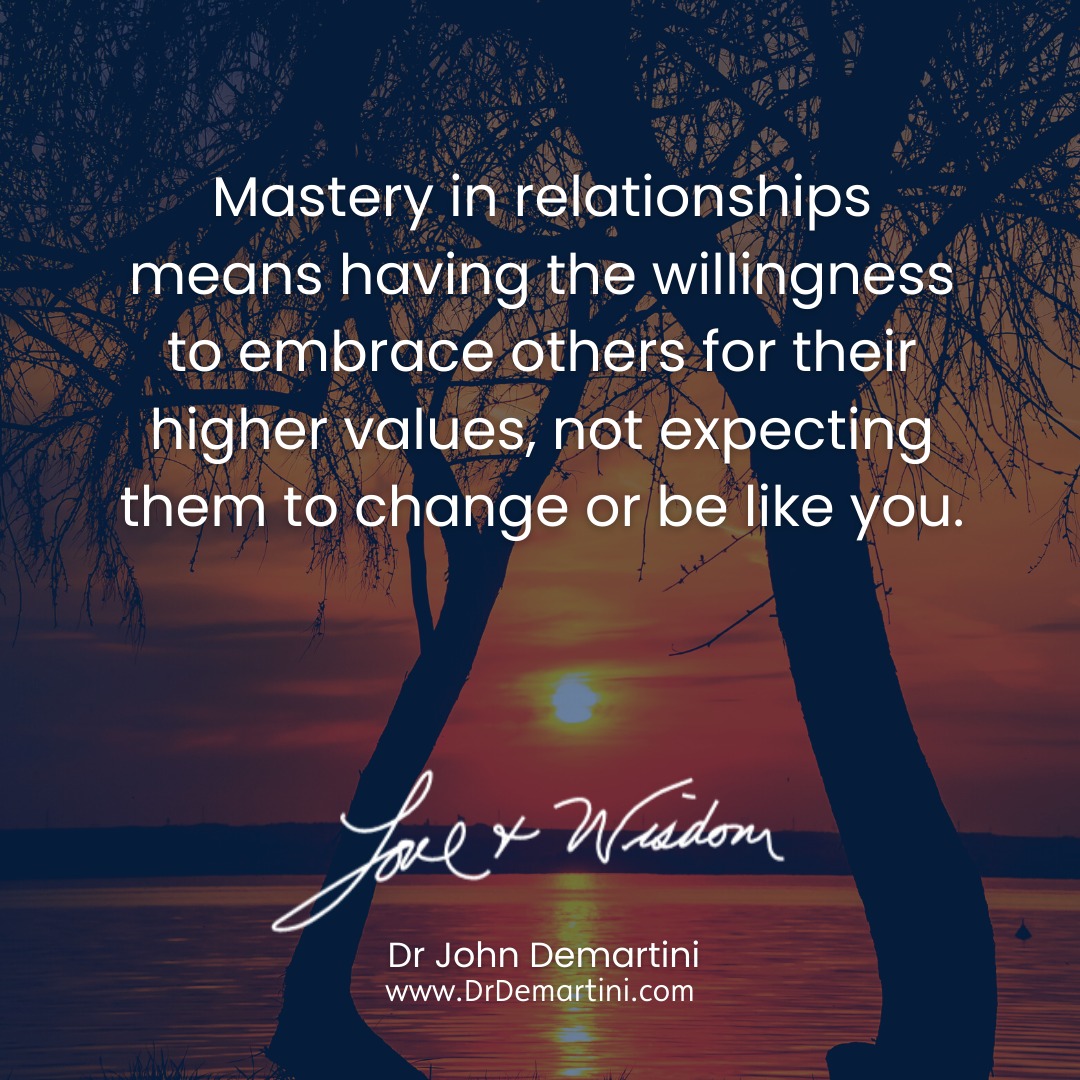 Mastery in relationships
means having the willingness
to embrace others for their
higher values, not expecting
them to change or be like you.
Love + Wisdom
Dr John Demartini
www.DrDemartini.com